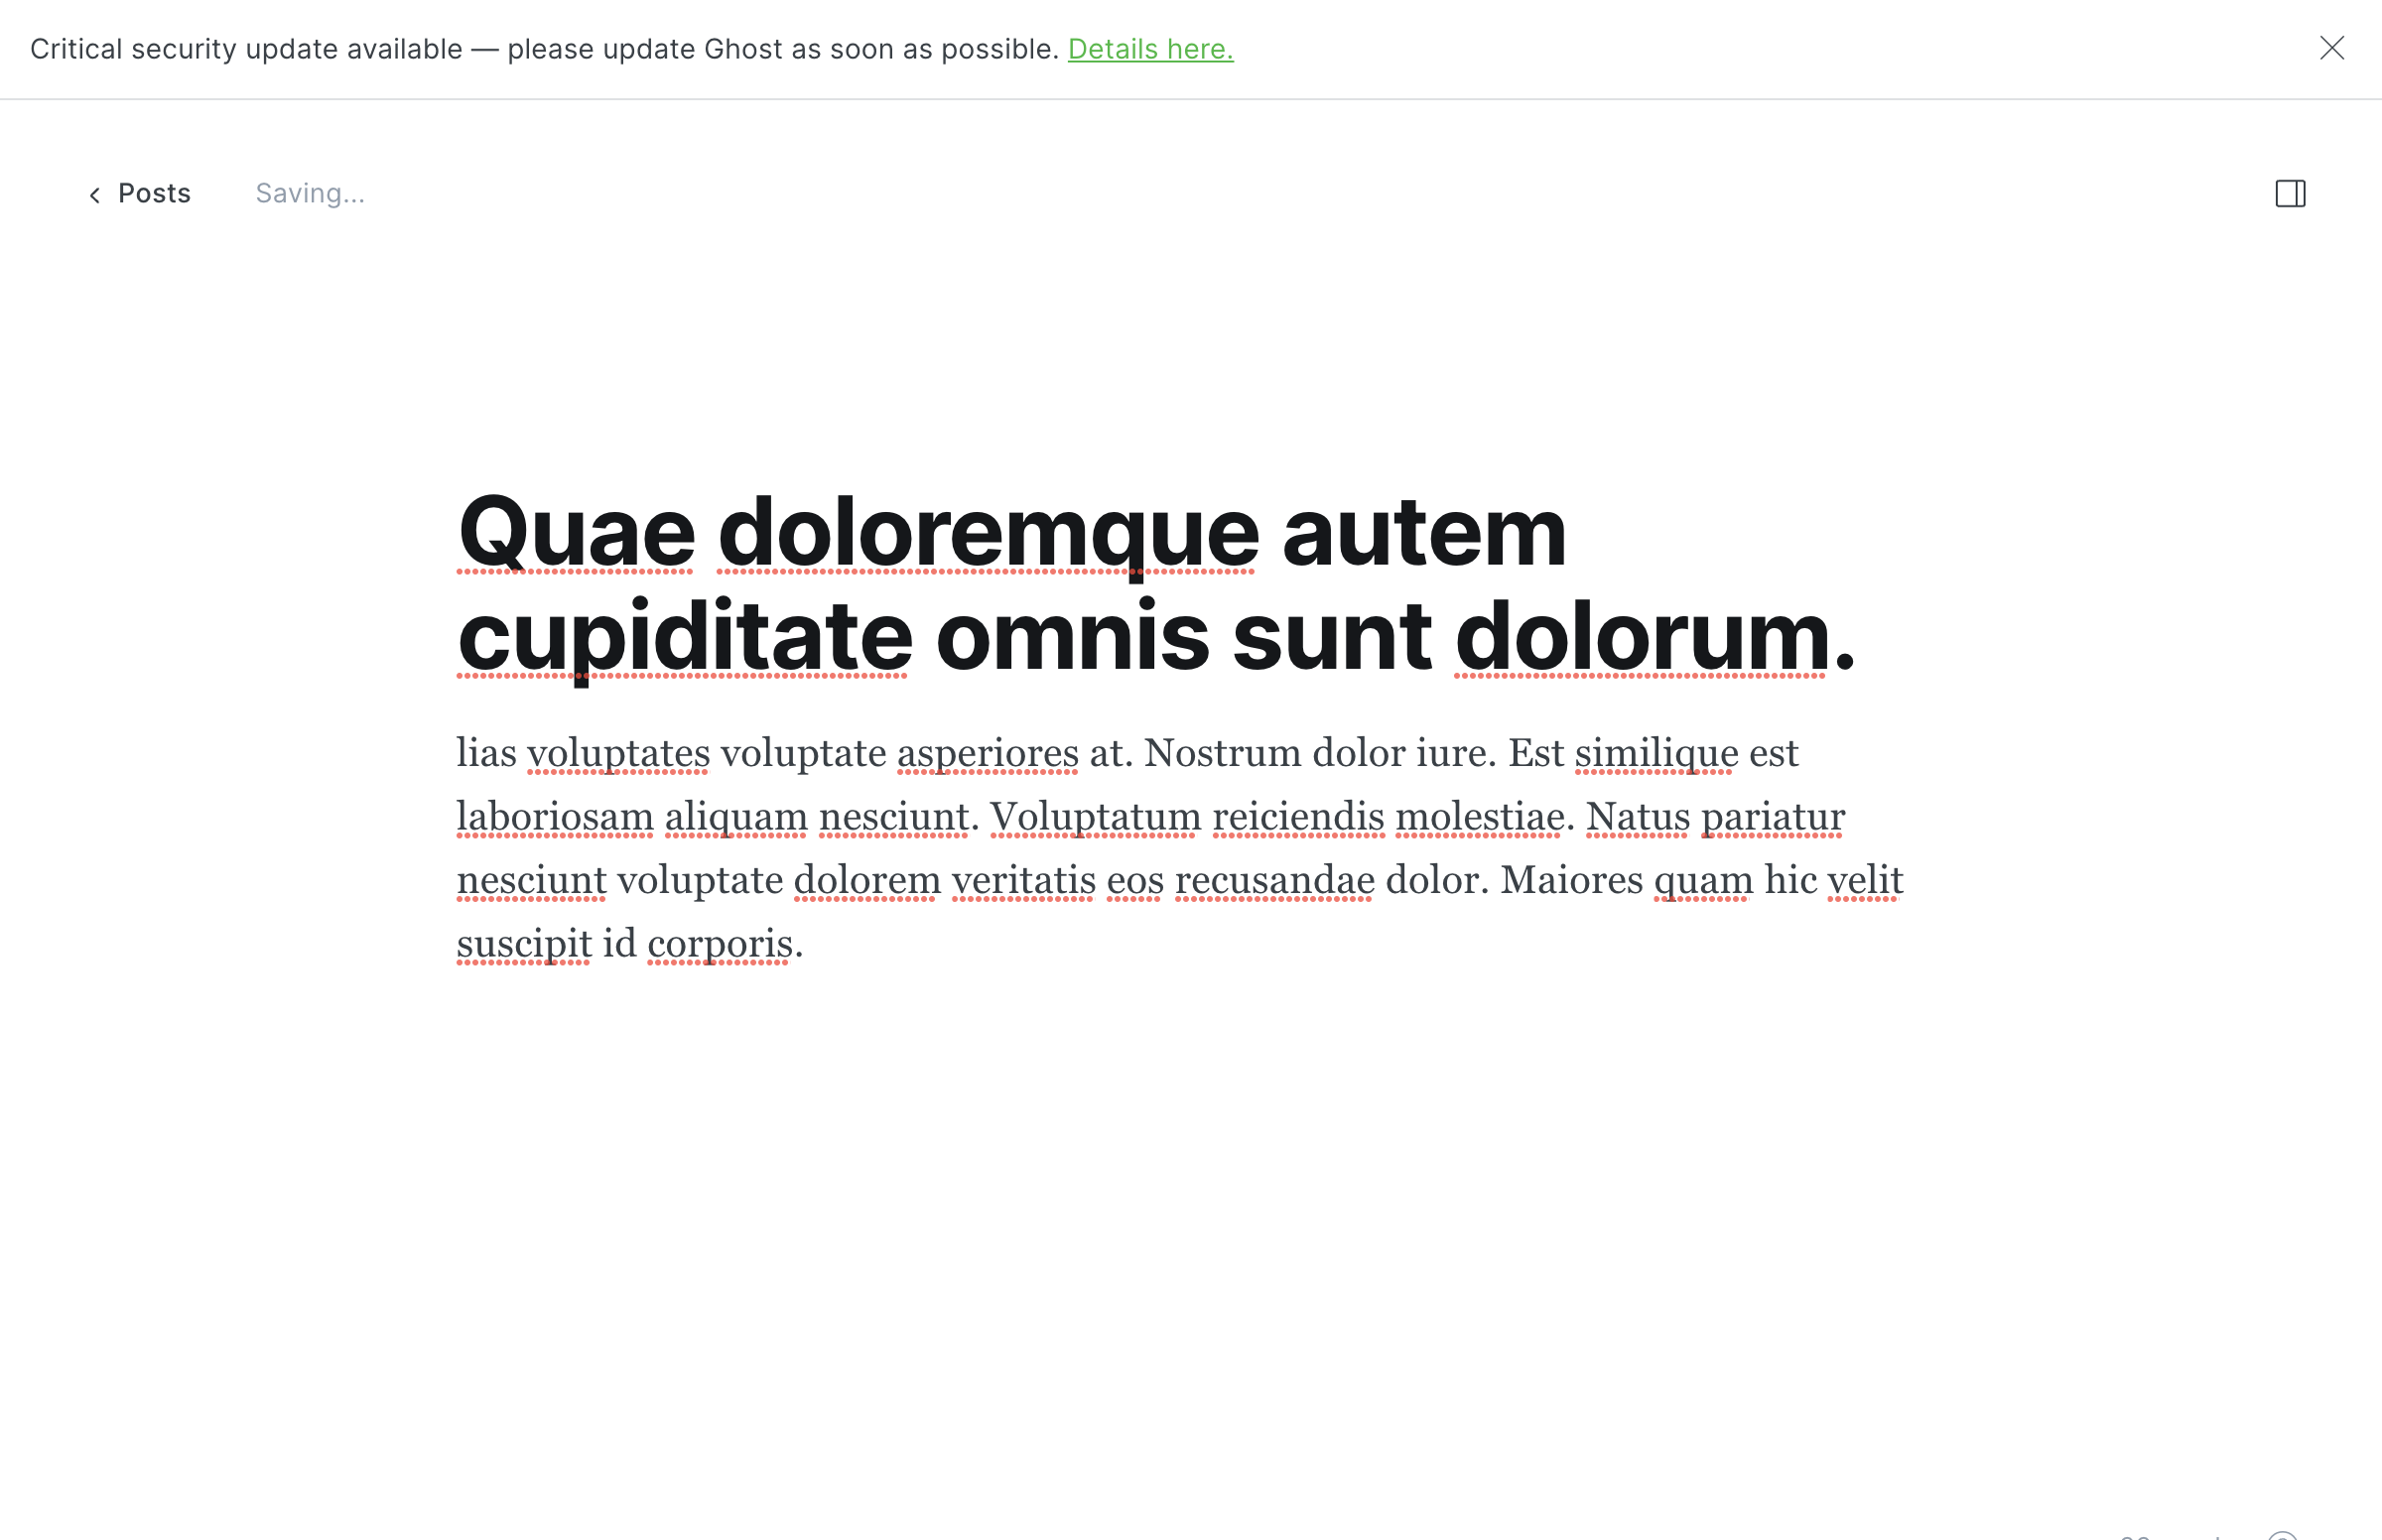 Critical security update available — please update Ghost as soon as possible. Details here.
Posts Saving...
Quae doloremque autem
cupiditate omnis sunt dolorum.
lias voluptates voluptate asperiores at. Nostrum dolor iure. Est similique est
laboriosam aliquam nesciunt. Voluptatum reiciendis molestiae. Natus pariatur
nesciunt voluptate dolorem veritatis eos recusandae dolor. Maiores quam hic velit
suscipit id corporis.